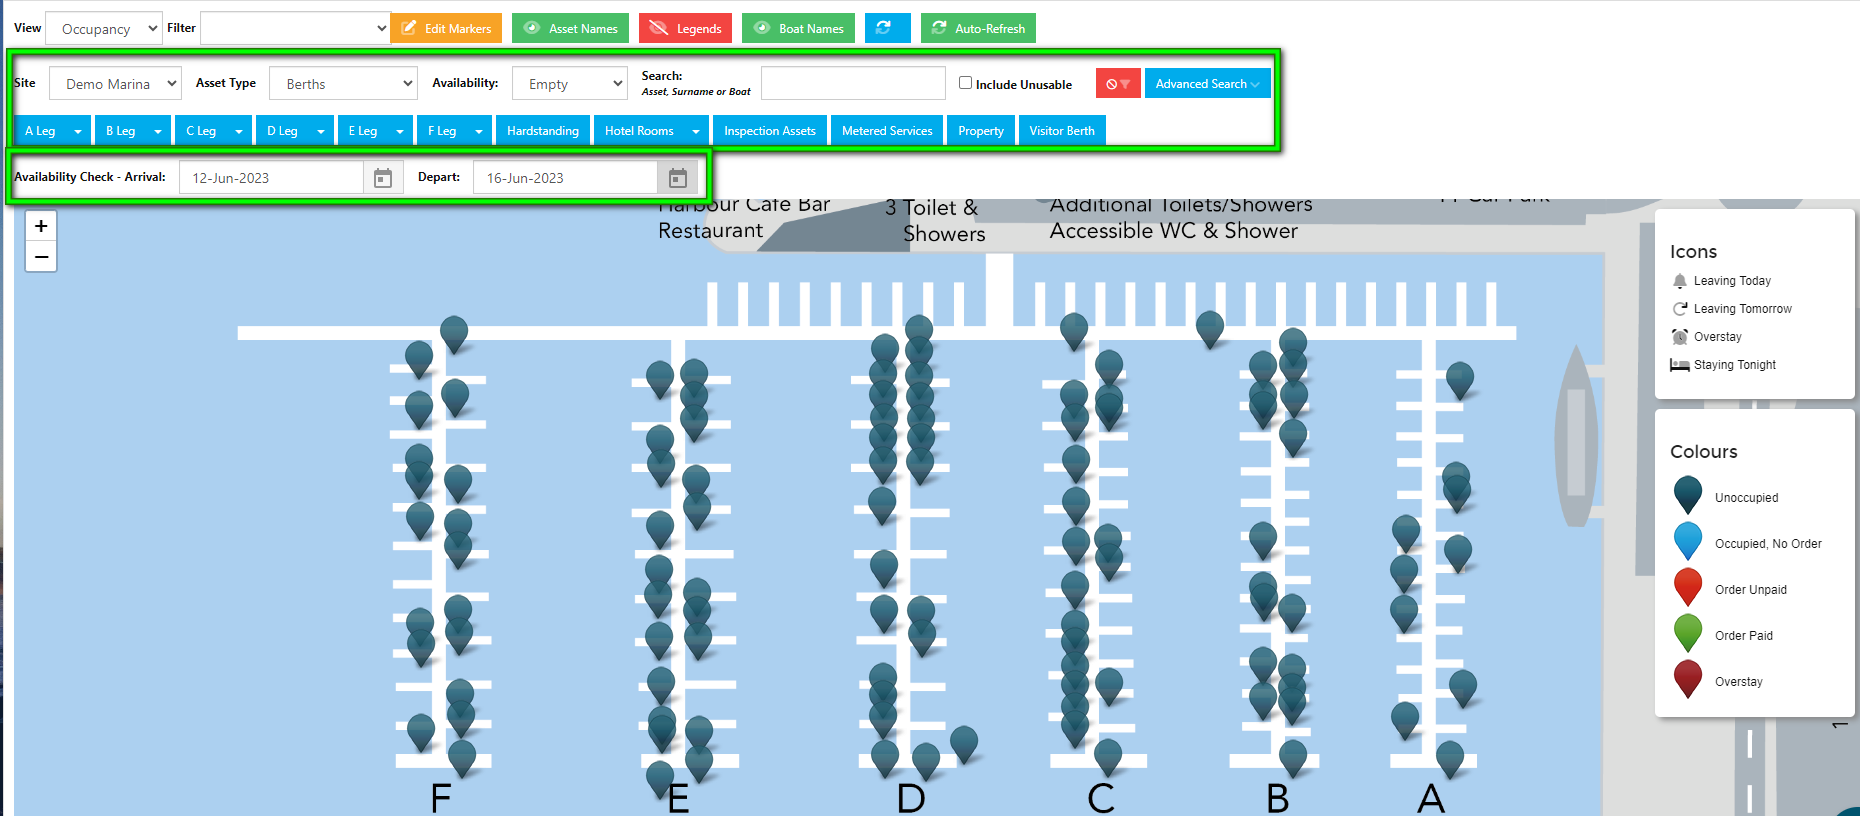 View Occupancy Filter Edit Markers Asset Names Legends Boat Names Auto-Refresh
Site Demo Marina Asset Type Berths Availability: Empty Search: Include Unusable Advanced Search
Asset, Surname or Boat
A Leg B Leg C Leg D Leg E Leg F Leg Hardstanding Hotel Rooms Inspection Assets Metered Services Property Visitor Berth
Availability Check - Arrival: 12-Jun-2023 Depart: 16-Jun-2023
+
−
Harbour Cafe Bar
Restaurant
3 Toilet &
Showers
Additional Toilets/Showers
Accessible WC & Shower
Car Park
Icons
Leaving Today
Leaving Tomorrow
Overstay
Staying Tonight
Colours
Unoccupied
Occupied, No Order
Order Unpaid
Order Paid
Overstay
F E D C B A